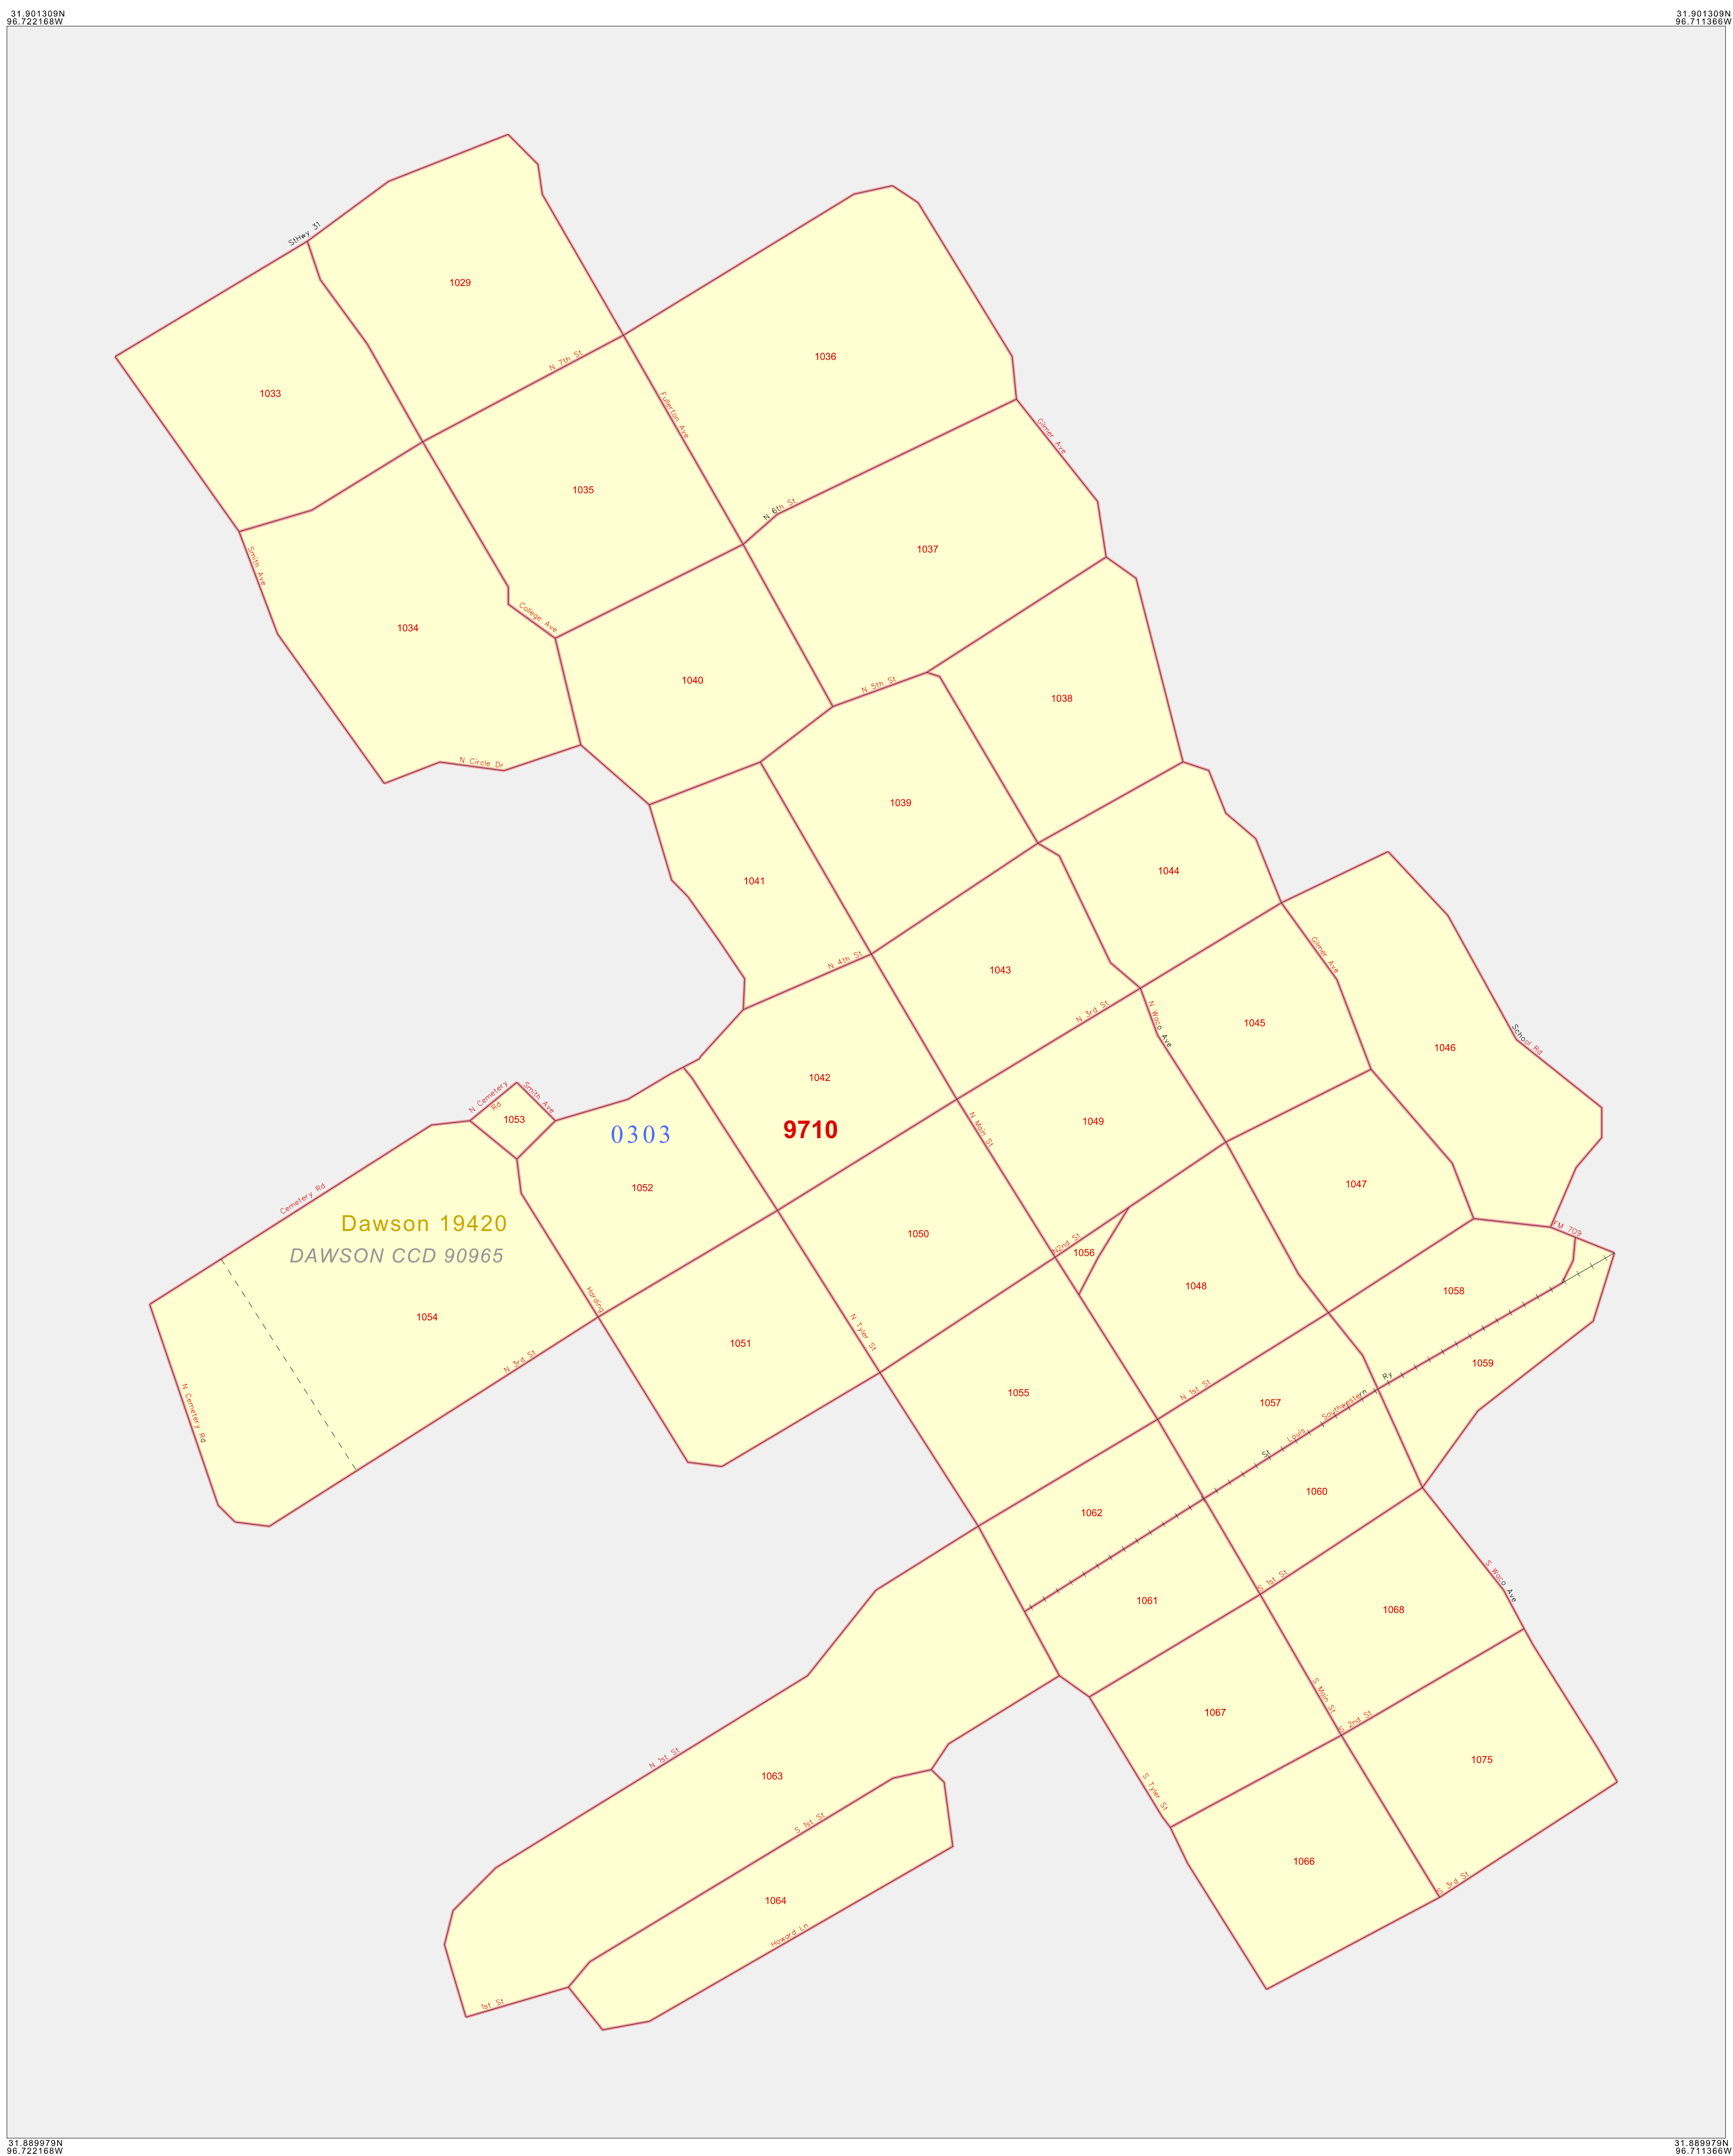 31.901309N
96.722168W
31.901309N
96.711366W
StHwy 31
1029
N 7th St
1036
1033
Fullerton Ave
Gilmer Ave
1035
N 6th St
1037
Smith Ave
College Ave
1034
1040
N 5th St
1038
N Circle Dr
1039
1041
1044
N 4th St
1043
Gilmer Ave
N 3rd St
N Waco Ave
1045
School Rd
1046
1042
N Cemetery
Rd
Smith Ave
1053
0303
9710
N Main St
1049
1052
1047
Cemetery Rd
Dawson 19420
DAWSON CCD 90965
1050
N2nd St
1056
FM 709
1048
1058
Harding
1054
N Tyler St
1051
N 3rd St
1059
N Cemetery Rd
1055
N 1st St
1057
St Louis Southwestern Ry
1060
1062
S 1st St
1061
S Waco Ave
1068
N 1st St
1063
1067
S Main St
S 2nd St
1075
S Tyler St
S 1st St
1066
1064
S 3rd St
Howard Ln
1st St
31.889979N
96.722168W
31.889979N
96.711366W